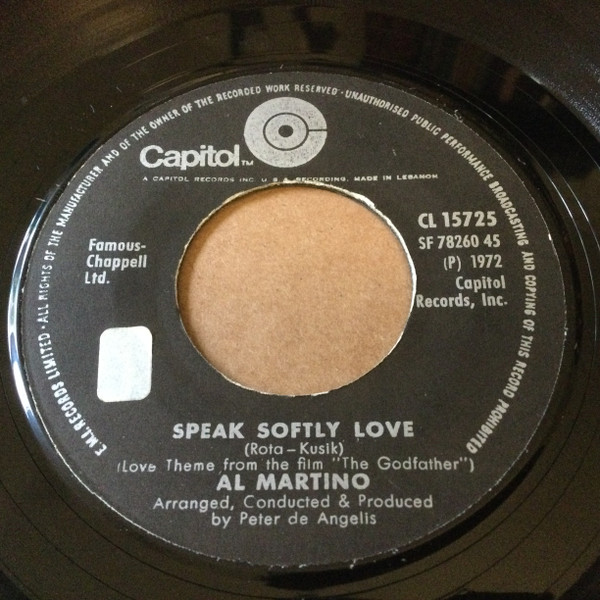 E.M.I. RECORDS LIMITED · ALL RIGHTS OF THE MANUFACTURER AND OF THE OWNER OF THE RECORDED WORK RESERVED · UNAUTHORISED PUBLIC PERFORMANCE BROADCASTING AND COPYING OF THIS RECORD PROHIBITED
Capitol™
A CAPITOL RECORDS INC. U.S.A. RECORDING. MADE IN LEBANON
CL 15725
SF 78260 45
(P) 1972
Capitol
Records, Inc.
Famous-
Chappell
Ltd.
SPEAK SOFTLY LOVE
(Rota – Kusik)
(Love Theme from the film "The Godfather")
AL MARTINO
Arranged, Conducted & Produced
by Peter de Angelis